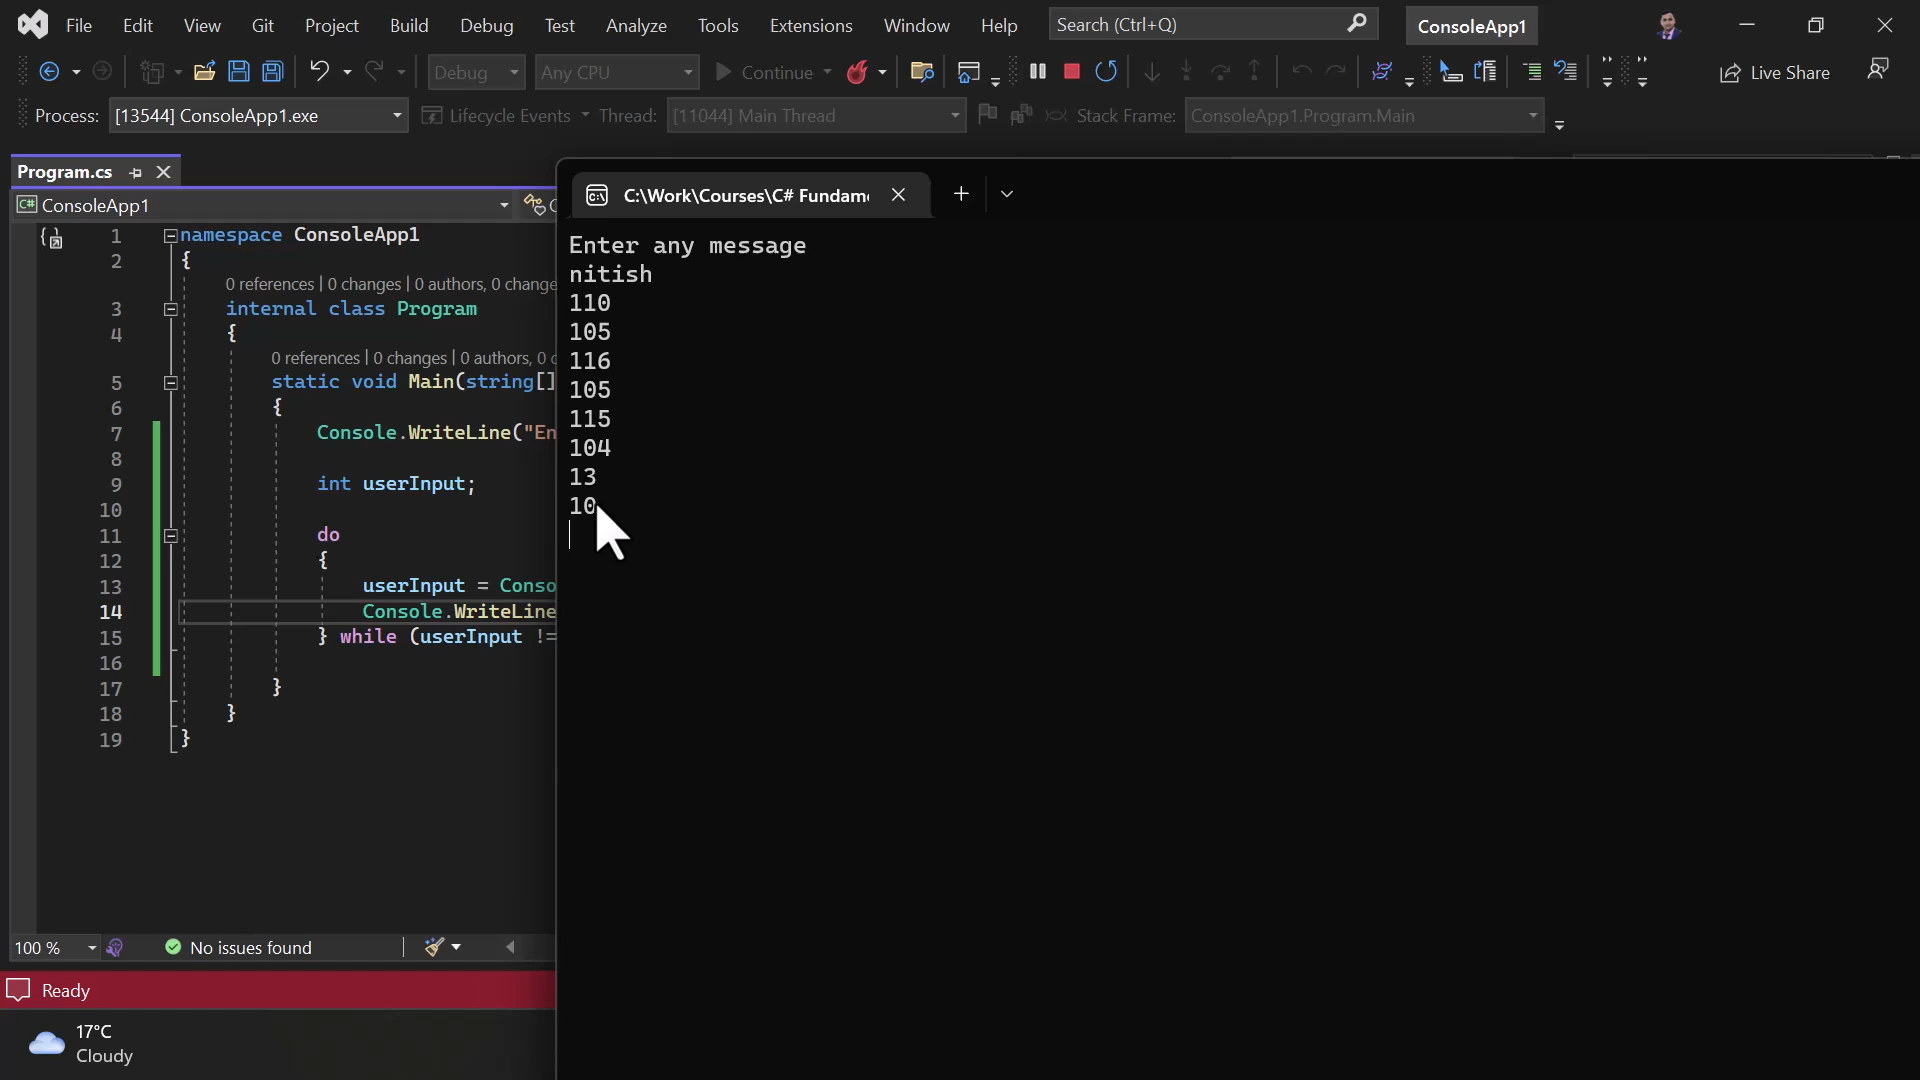 File Edit View Git Project Build Debug Test Analyze Tools Extensions Window Help Search (Ctrl+Q) ConsoleApp1
Debug Any CPU Continue Live Share
Process: [13544] ConsoleApp1.exe Lifecycle Events Thread: [11044] Main Thread Stack Frame: ConsoleApp1.Program.Main
Program.cs
C# ConsoleApp1
1 namespace ConsoleApp1
2 {
0 references | 0 changes | 0 authors, 0 change
3 internal class Program
4 {
0 references | 0 changes | 0 authors, 0 c
5 static void Main(string[]
6 {
7 Console.WriteLine("En
8
9 int userInput;
10
11 do
12 {
13 userInput = Conso
14 Console.WriteLine
15 } while (userInput !=
16
17 }
18 }
19 }
100 % No issues found
Ready
17°C
Cloudy
C:\Work\Courses\C# Fundam
Enter any message
nitish
110
105
116
105
115
104
13
10